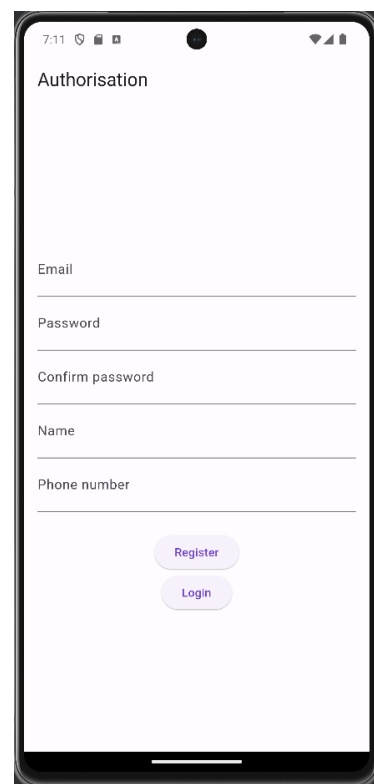 7:11
Authorisation
Email
Password
Confirm password
Name
Phone number
Register
Login